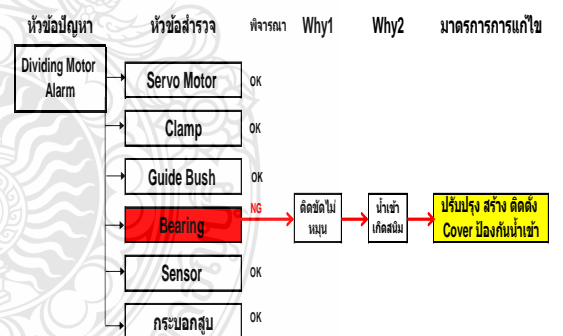 หัวข้อปัญหา หัวข้อสำรวจ พิจารณา Why1 Why2 มาตรการการแก้ไข
Dividing Motor
Alarm
Servo Motor OK
Clamp OK
Guide Bush OK
Bearing NG
ติดขัดไม่
หมุน
น้ำเข้า
เกิดสนิม
ปรับปรุง สร้าง ติดตั้ง
Cover ป้องกันน้ำเข้า
Sensor OK
กระบอกสูบ OK